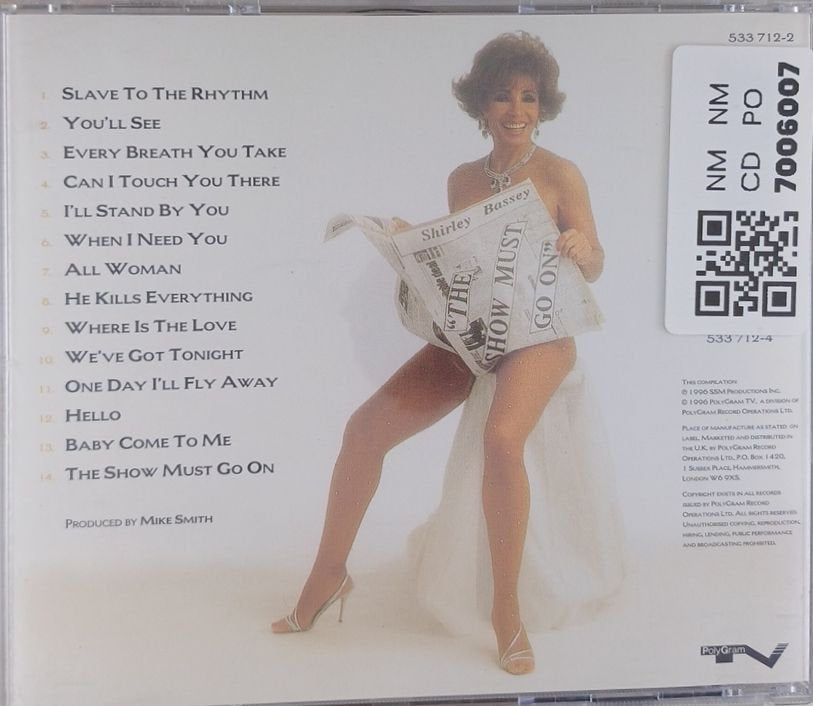 533 712-2
1. SLAVE TO THE RHYTHM
2. YOU'LL SEE
3. EVERY BREATH YOU TAKE
4. CAN I TOUCH YOU THERE
5. I'LL STAND BY YOU
6. WHEN I NEED YOU
7. ALL WOMAN
8. HE KILLS EVERYTHING
9. WHERE IS THE LOVE
10. WE'VE GOT TONIGHT
11. ONE DAY I'LL FLY AWAY
12. HELLO
13. BABY COME TO ME
14. THE SHOW MUST GO ON
PRODUCED BY MIKE SMITH
Shirley Bassey
"THE
SHOW MUST
GO ON"
NM NM
CD PO
7006007
533 712-4
THIS COMPILATION
℗ 1996 SSM PRODUCTIONS INC.
© 1996 POLYGRAM TV, A DIVISION OF
POLYGRAM RECORD OPERATIONS LTD.
PLACE OF MANUFACTURE AS STATED ON
LABEL. MARKETED AND DISTRIBUTED IN
THE U.K. BY POLYGRAM RECORD
OPERATIONS LTD., P.O. BOX 1420,
1 SUSSEX PLACE, HAMMERSMITH,
LONDON W6 9XS.
COPYRIGHT EXISTS IN ALL RECORDS
ISSUED BY POLYGRAM RECORD
OPERATIONS LTD. ALL RIGHTS RESERVED.
UNAUTHORISED COPYING, REPRODUCTION,
HIRING, LENDING, PUBLIC PERFORMANCE
AND BROADCASTING PROHIBITED.
PolyGram
TV